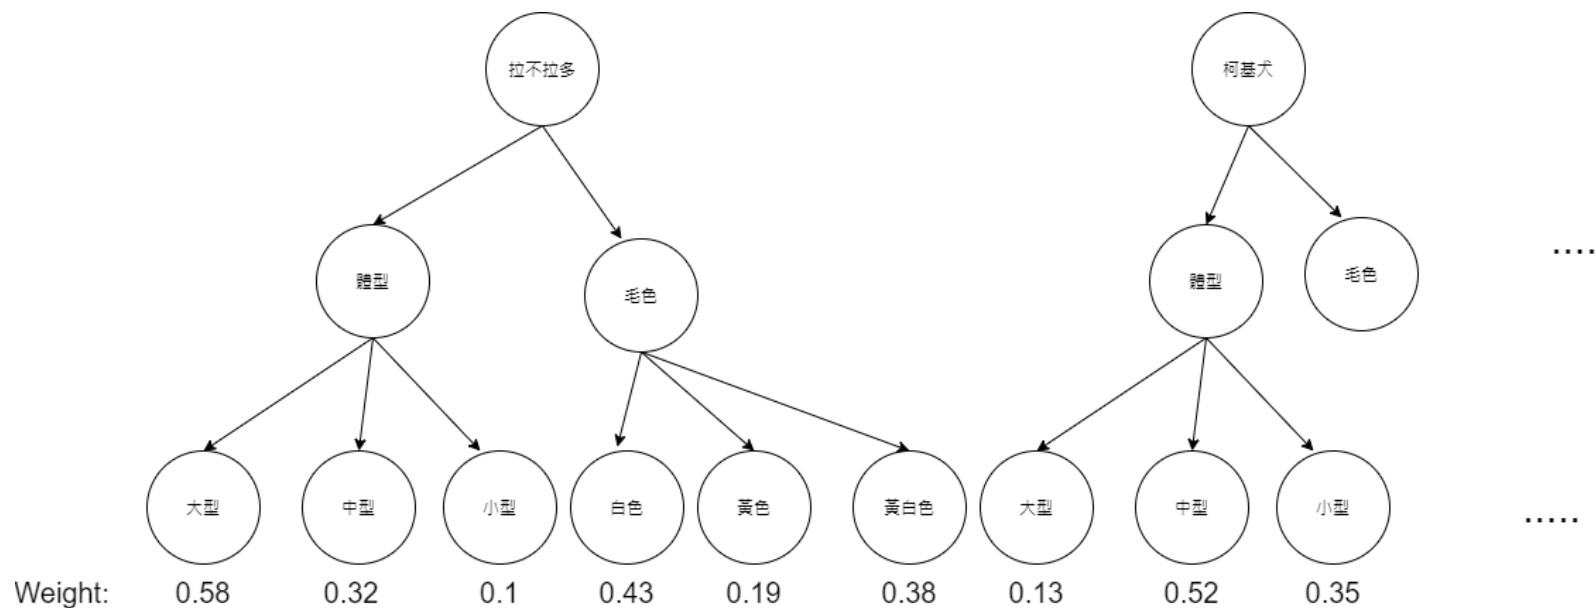 拉不拉多
柯基犬
體型
毛色
體型
毛色
....
大型
中型
小型
白色
黃色
黃白色
大型
中型
小型
.....
Weight: 0.58 0.32 0.1 0.43 0.19 0.38 0.13 0.52 0.35